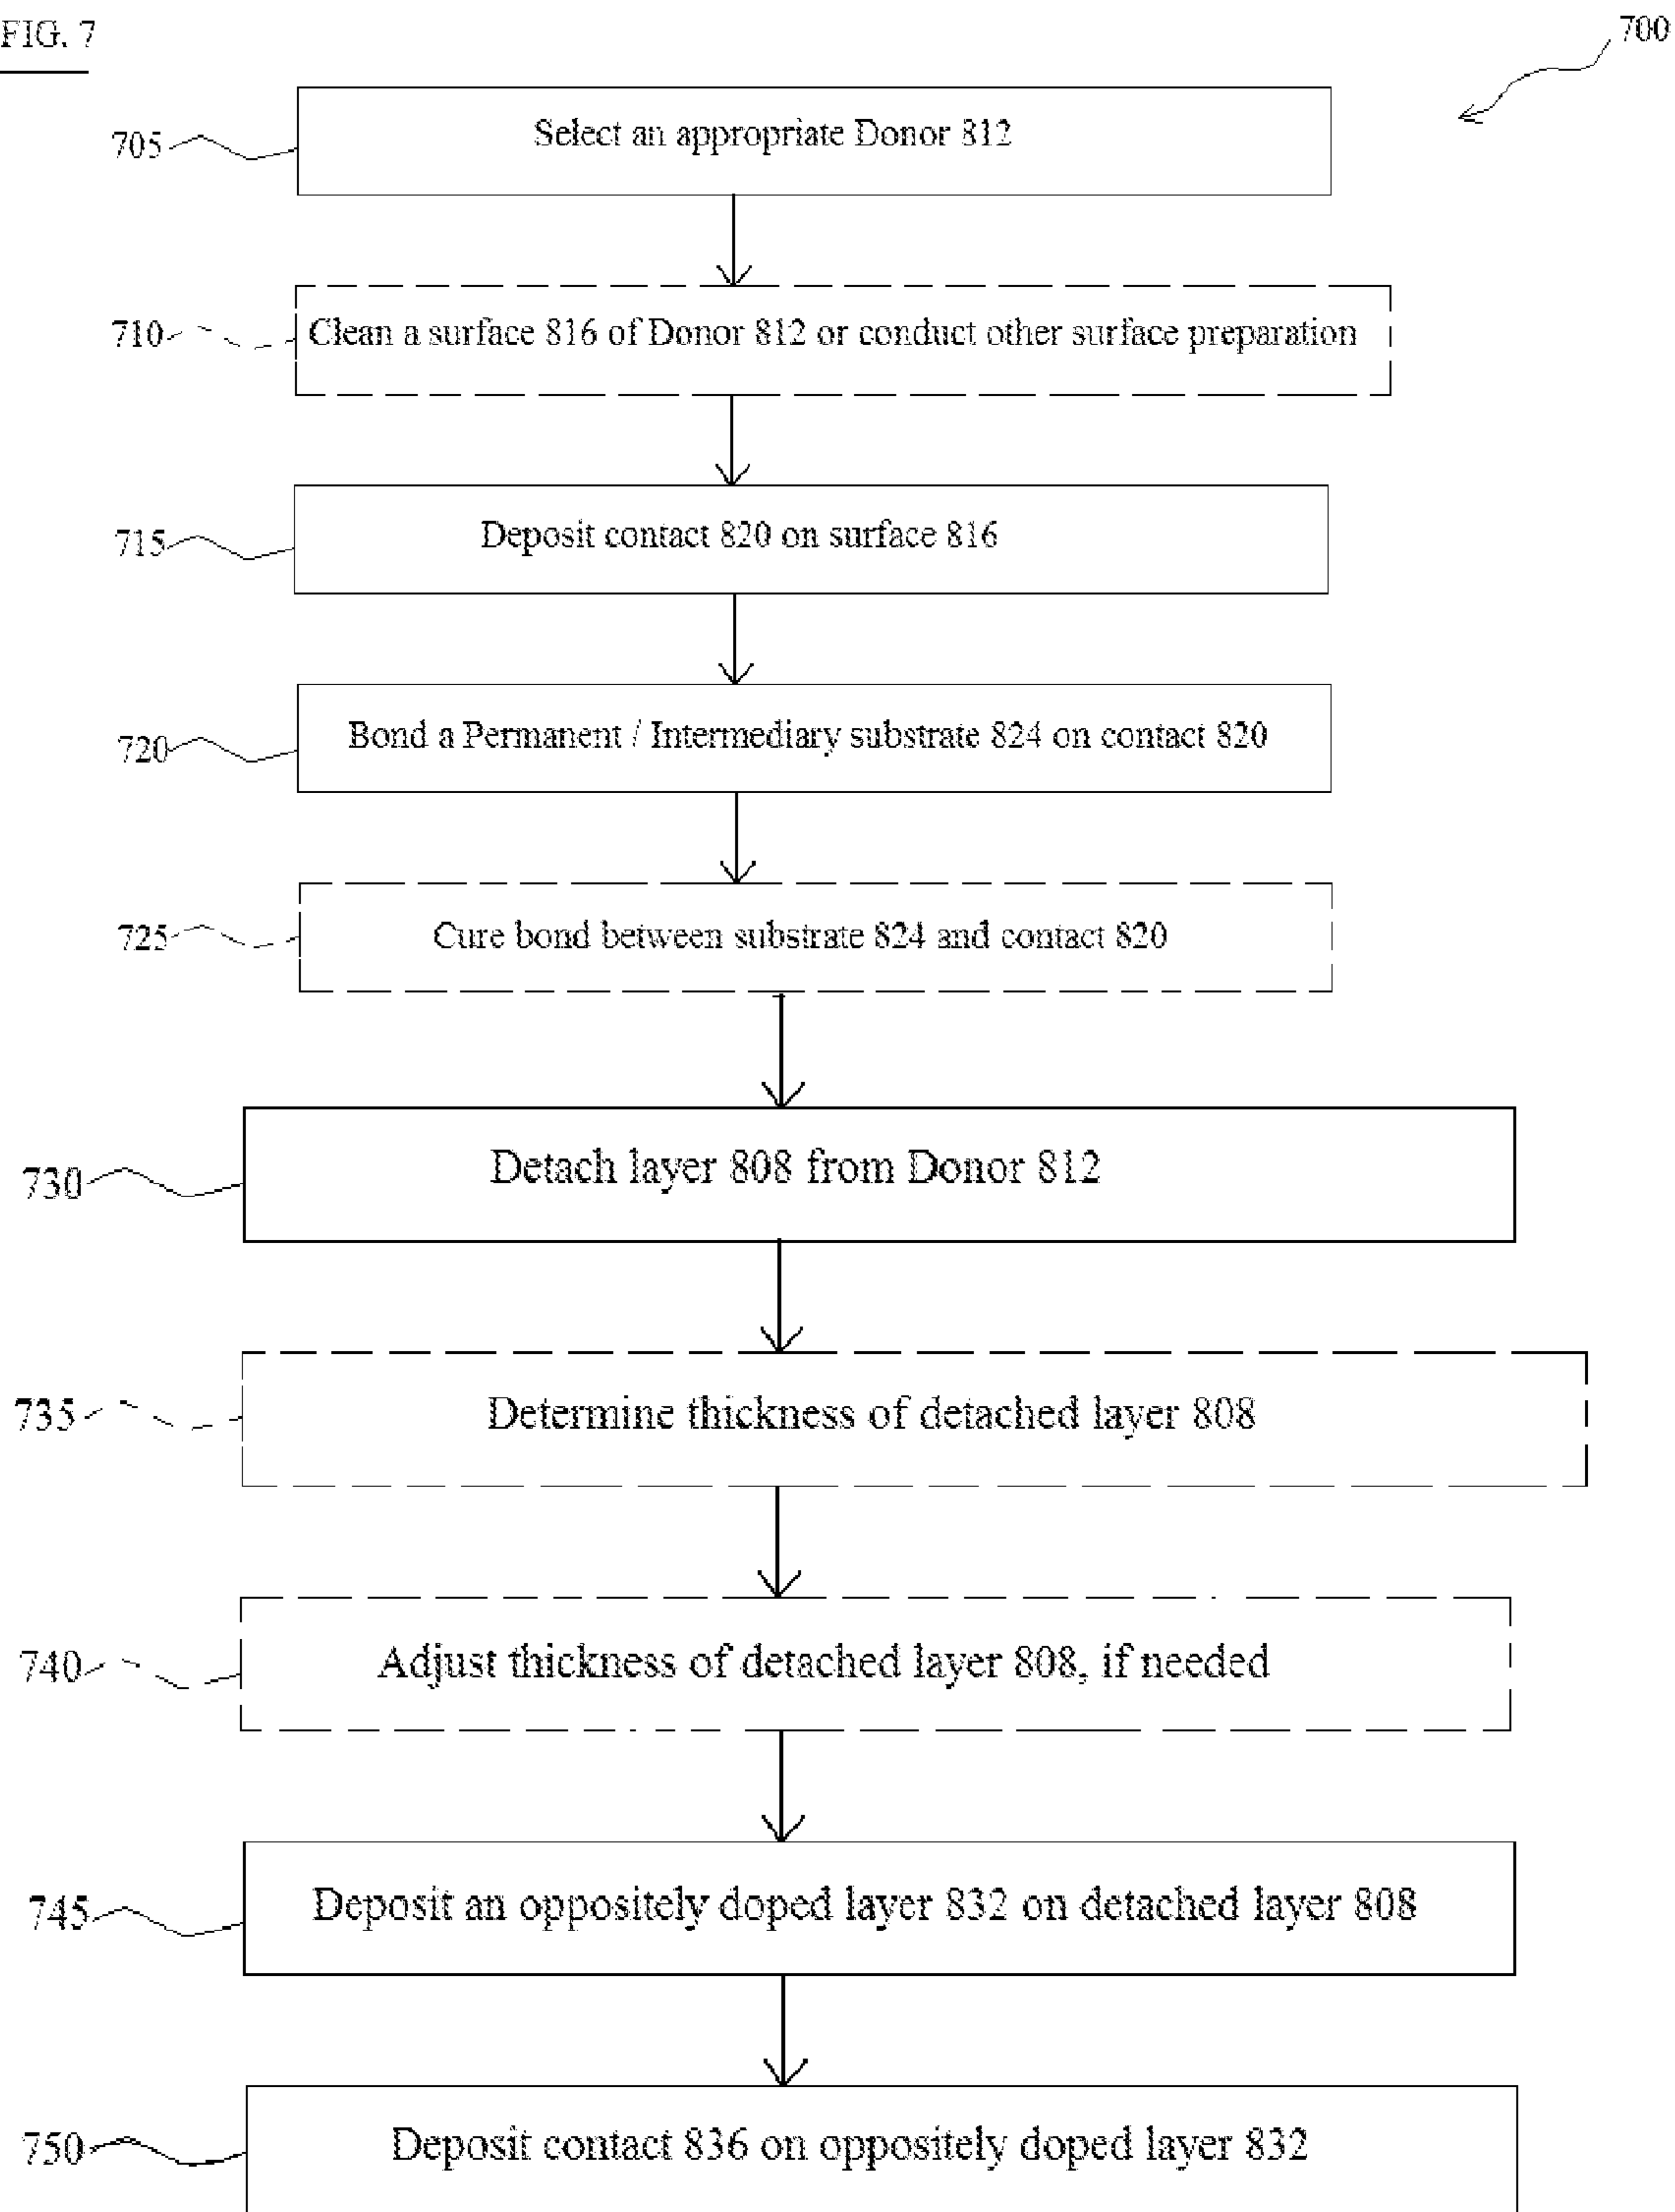 FIG. 7
700
705
Select an appropriate Donor 812
710
Clean a surface 816 of Donor 812 or conduct other surface preparation
715
Deposit contact 820 on surface 816
720
Bond a Permanent / Intermediary substrate 824 on contact 820
725
Cure bond between substrate 824 and contact 820
730
Detach layer 808 from Donor 812
735
Determine thickness of detached layer 808
740
Adjust thickness of detached layer 808, if needed
745
Deposit an oppositely doped layer 832 on detached layer 808
750
Deposit contact 836 on oppositely doped layer 832